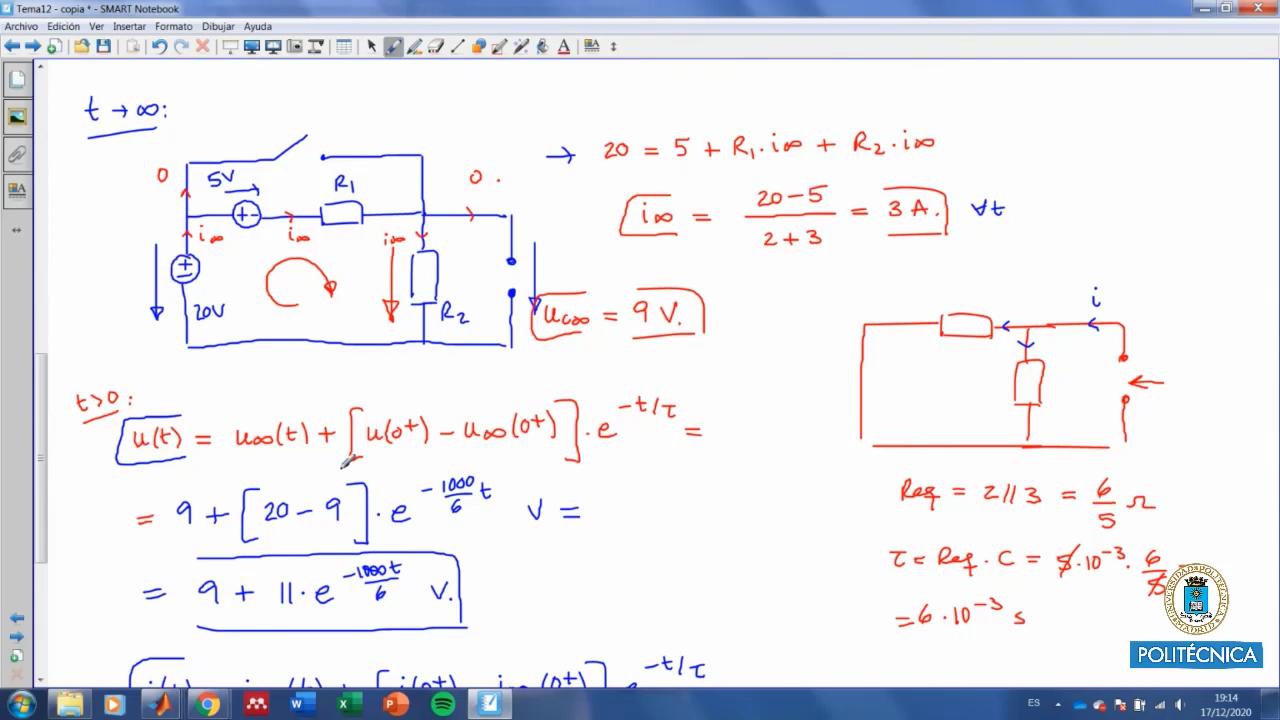 Tema12 - copia * - SMART Notebook
Archivo Edición Ver Insertar Formato Dibujar Ayuda
t → ∞:
→ 20 = 5 + R₁·i∞ + R₂·i∞
i∞ = (20-5)/(2+3) = 3 A. ∀t
0
5V
R₁
0.
i∞
i∞
i∞
20V
R₂
u_c∞ = 9 V.
i
t>0:
u(t) = u∞(t) + [u(0+) - u∞(0+)]·e^(-t/τ) =
= 9 + [20 - 9]·e^(-1000/6 t) V =
= 9 + 11·e^(-1000t/6) V.
Req = 2//3 = 6/5 Ω
τ = Req·C = 5·10⁻³·6/5
= 6·10⁻³ s
-t/τ
POLITÉCNICA
ES
19:14
17/12/2020